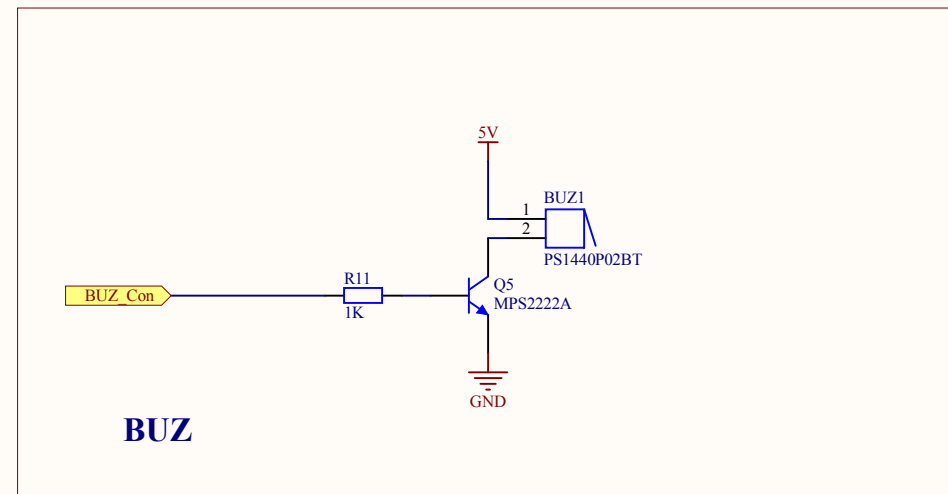 5V
BUZ1
1
2
PS1440P02BT
R11
Q5
BUZ_Con
1K
MPS2222A
GND
BUZ